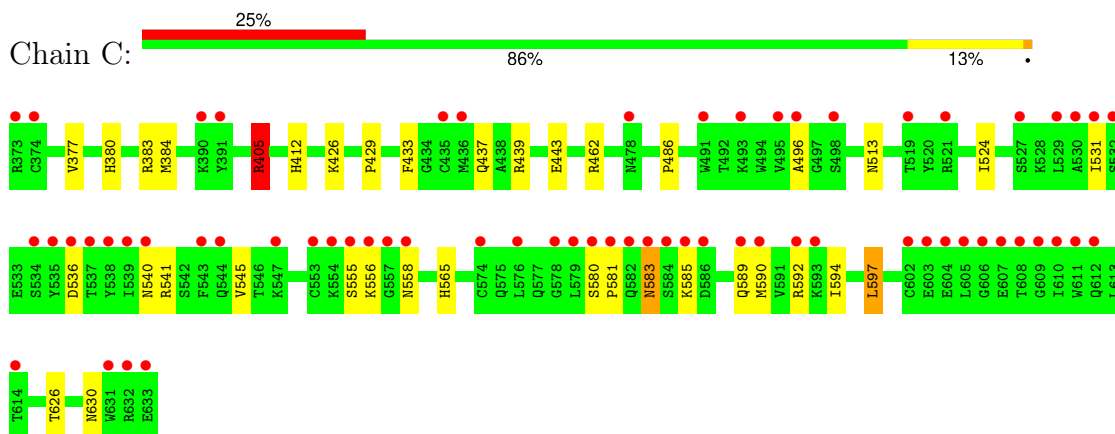 25%
Chain C:
86% 13% •
R373 C374 V377 H380 R383 M384 K390 Y391 R405 H412 K426 P429 F433 G434 C435 M436 Q437 A438 R439 E443 R462 N478 P486 W491 T492 K493 W494 V495 A496 G497 S498 N513 T519 Y520 R521 I524 S527 K528 L529 A530 I531 S532
E533 S534 Y535 D536 T537 Y538 I539 N540 R541 S542 F543 Q544 V545 T546 K547 C553 K554 S555 K556 G557 N558 H565 C574 Q575 L576 Q577 G578 L579 S580 P581 Q582 N583 S584 K585 D586 Q589 M590 V591 R592 K593 I594 L597 C602 E603 E604 L605 G606 E607 T608 G609 I610 W611 Q612 L613
T614 T626 N630 W631 R632 E633